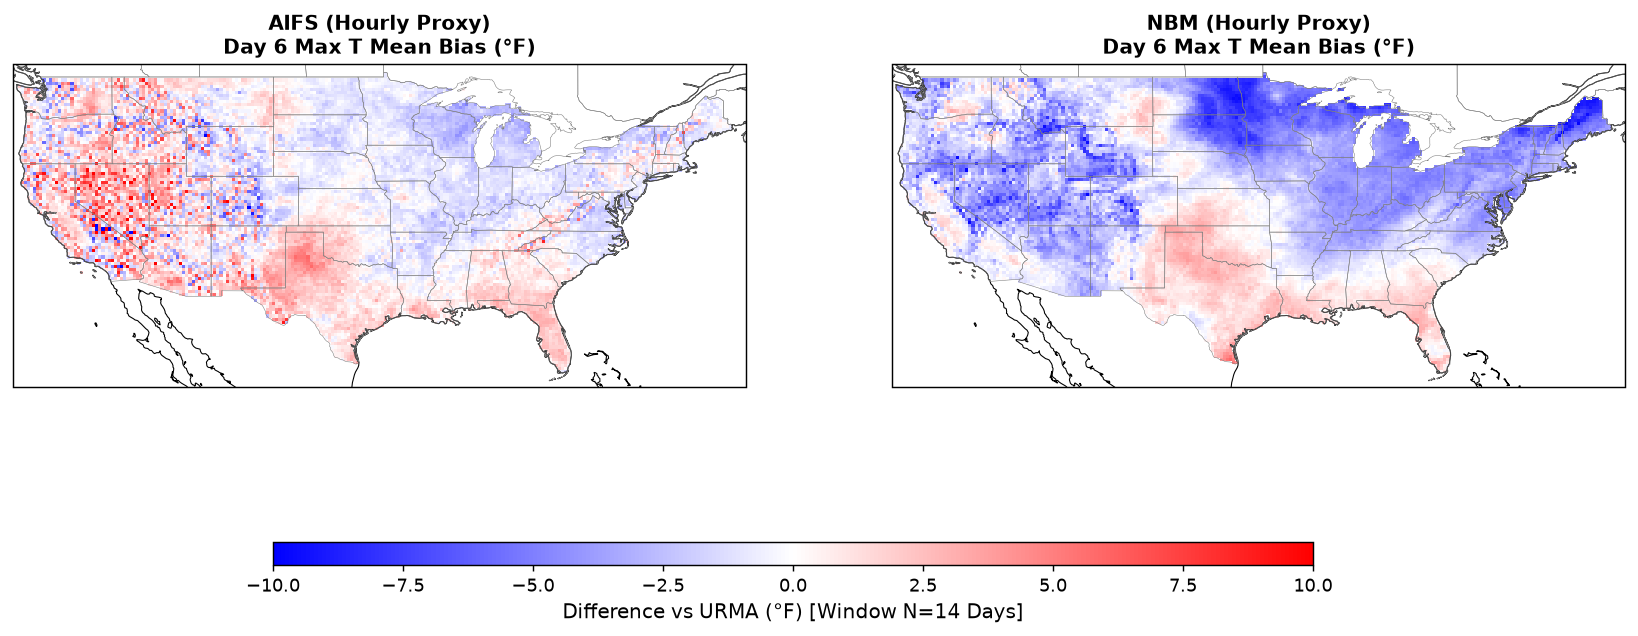 AIFS (Hourly Proxy)
Day 6 Max T Mean Bias (°F)
NBM (Hourly Proxy)
Day 6 Max T Mean Bias (°F)
−10.0 −7.5 −5.0 −2.5 0.0 2.5 5.0 7.5 10.0
Difference vs URMA (°F) [Window N=14 Days]